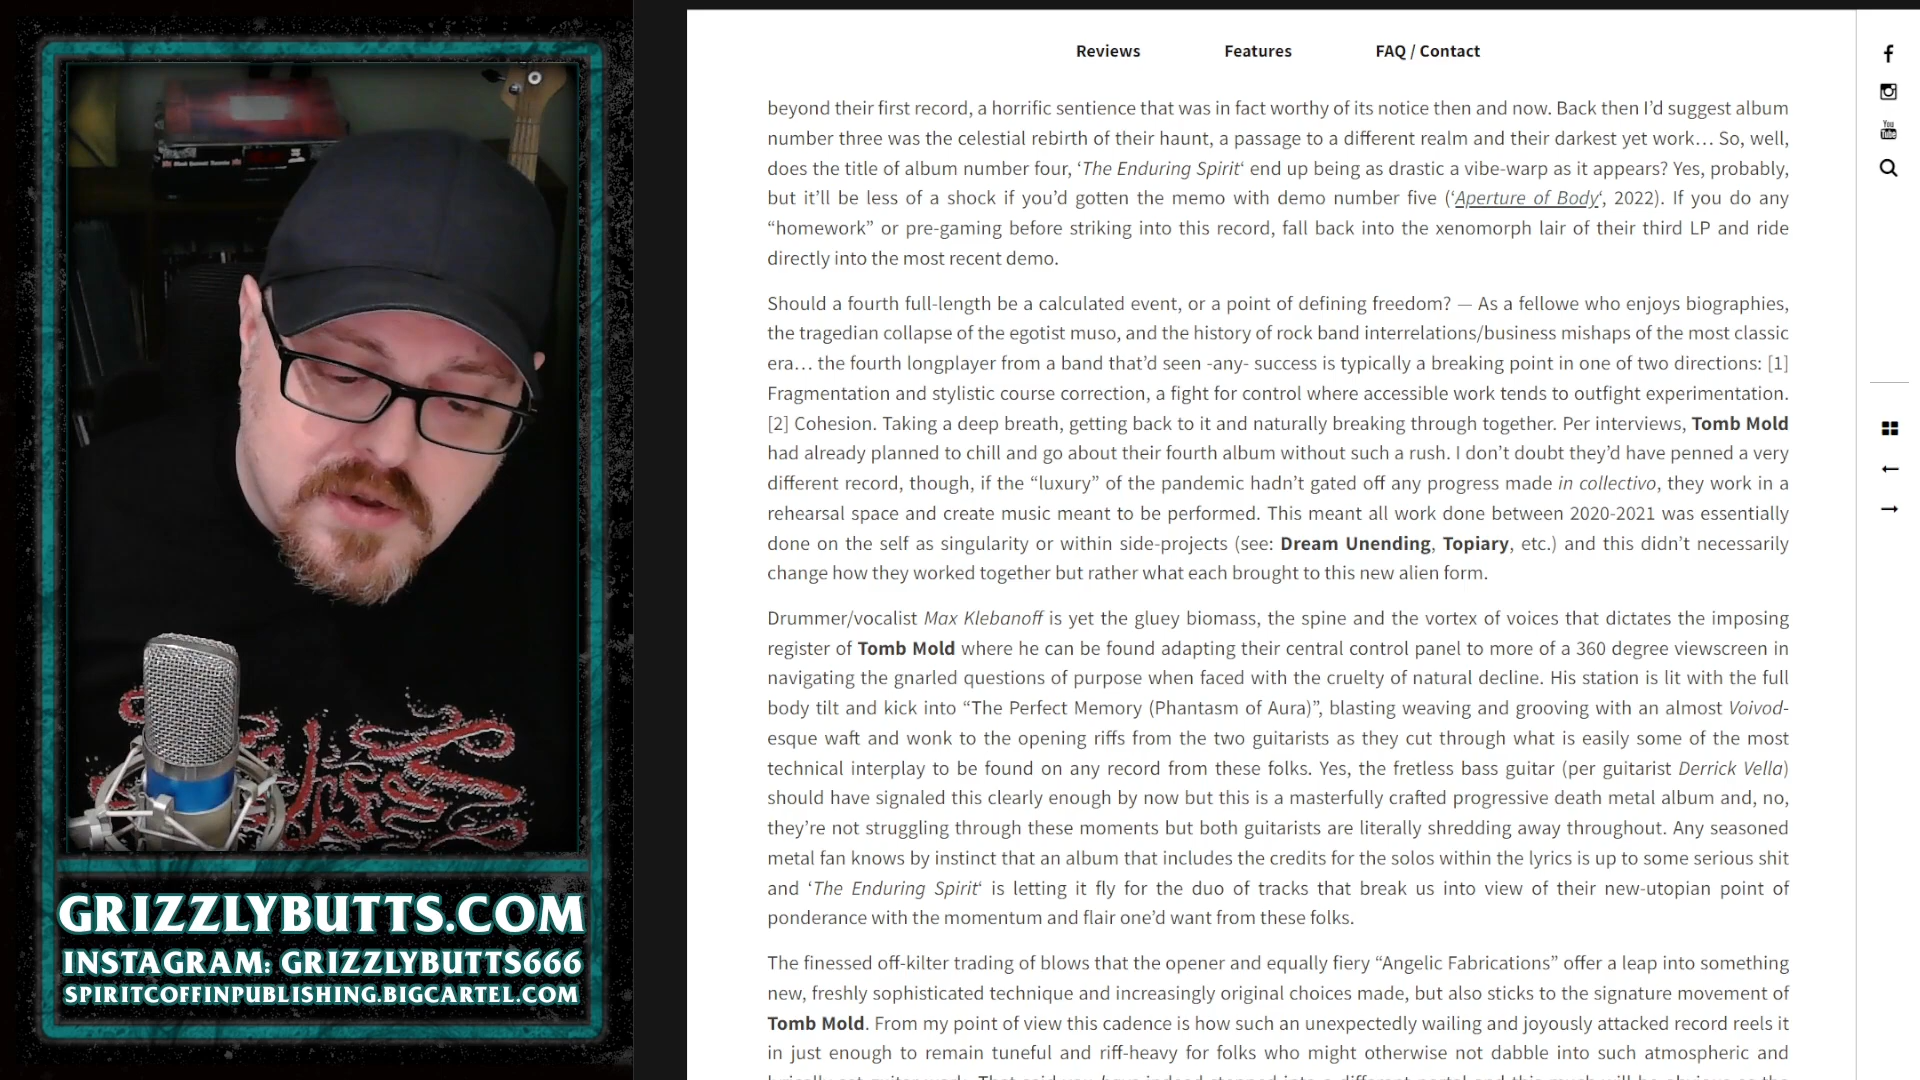 Reviews Features FAQ / Contact
beyond their first record, a horrific sentience that was in fact worthy of its notice then and now. Back then I’d suggest album
number three was the celestial rebirth of their haunt, a passage to a different realm and their darkest yet work… So, well,
does the title of album number four, ‘The Enduring Spirit‘ end up being as drastic a vibe-warp as it appears? Yes, probably,
but it’ll be less of a shock if you’d gotten the memo with demo number five (‘Aperture of Body‘, 2022). If you do any
“homework” or pre-gaming before striking into this record, fall back into the xenomorph lair of their third LP and ride
directly into the most recent demo.
Should a fourth full-length be a calculated event, or a point of defining freedom? — As a fellowe who enjoys biographies,
the tragedian collapse of the egotist muso, and the history of rock band interrelations/business mishaps of the most classic
era… the fourth longplayer from a band that’d seen -any- success is typically a breaking point in one of two directions: [1]
Fragmentation and stylistic course correction, a fight for control where accessible work tends to outfight experimentation.
[2] Cohesion. Taking a deep breath, getting back to it and naturally breaking through together. Per interviews, Tomb Mold
had already planned to chill and go about their fourth album without such a rush. I don’t doubt they’d have penned a very
different record, though, if the “luxury” of the pandemic hadn’t gated off any progress made in collectivo, they work in a
rehearsal space and create music meant to be performed. This meant all work done between 2020-2021 was essentially
done on the self as singularity or within side-projects (see: Dream Unending, Topiary, etc.) and this didn’t necessarily
change how they worked together but rather what each brought to this new alien form.
Drummer/vocalist Max Klebanoff is yet the gluey biomass, the spine and the vortex of voices that dictates the imposing
register of Tomb Mold where he can be found adapting their central control panel to more of a 360 degree viewscreen in
navigating the gnarled questions of purpose when faced with the cruelty of natural decline. His station is lit with the full
body tilt and kick into “The Perfect Memory (Phantasm of Aura)”, blasting weaving and grooving with an almost Voivod-
esque waft and wonk to the opening riffs from the two guitarists as they cut through what is easily some of the most
technical interplay to be found on any record from these folks. Yes, the fretless bass guitar (per guitarist Derrick Vella)
should have signaled this clearly enough by now but this is a masterfully crafted progressive death metal album and, no,
they’re not struggling through these moments but both guitarists are literally shredding away throughout. Any seasoned
metal fan knows by instinct that an album that includes the credits for the solos within the lyrics is up to some serious shit
and ‘The Enduring Spirit‘ is letting it fly for the duo of tracks that break us into view of their new-utopian point of
ponderance with the momentum and flair one’d want from these folks.
The finessed off-kilter trading of blows that the opener and equally fiery “Angelic Fabrications” offer a leap into something
new, freshly sophisticated technique and increasingly original choices made, but also sticks to the signature movement of
Tomb Mold. From my point of view this cadence is how such an unexpectedly wailing and joyously attacked record reels it
in just enough to remain tuneful and riff-heavy for folks who might otherwise not dabble into such atmospheric and
GRIZZLYBUTTS.COM
INSTAGRAM: GRIZZLYBUTTS666
SPIRITCOFFINPUBLISHING.BIGCARTEL.COM
You
Tube